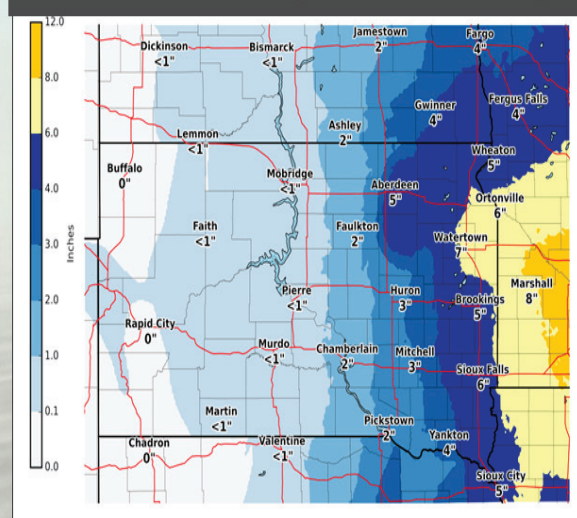 12.0
8.0
6.0
4.0
3.0
2.0
1.0
0.1
0.0
Inches
Dickinson
<1"
Bismarck
<1"
Jamestown
2"
Fargo
4"
Gwinner
4"
Fergus Falls
4"
Lemmon
<1"
Ashley
2"
Wheaton
5"
Buffalo
0"
Mobridge
<1"
Aberdeen
5"
Ortonville
6"
Faith
<1"
Faulkton
2"
Watertown
7"
Pierre
<1"
Huron
3"
Brookings
5"
Marshall
8"
Rapid City
0"
Murdo
<1"
Chamberlain
2"
Mitchell
3"
Sioux Falls
6"
Martin
<1"
Pickstown
2"
Yankton
4"
Chadron
0"
Valentine
<1"
Sioux City
5"